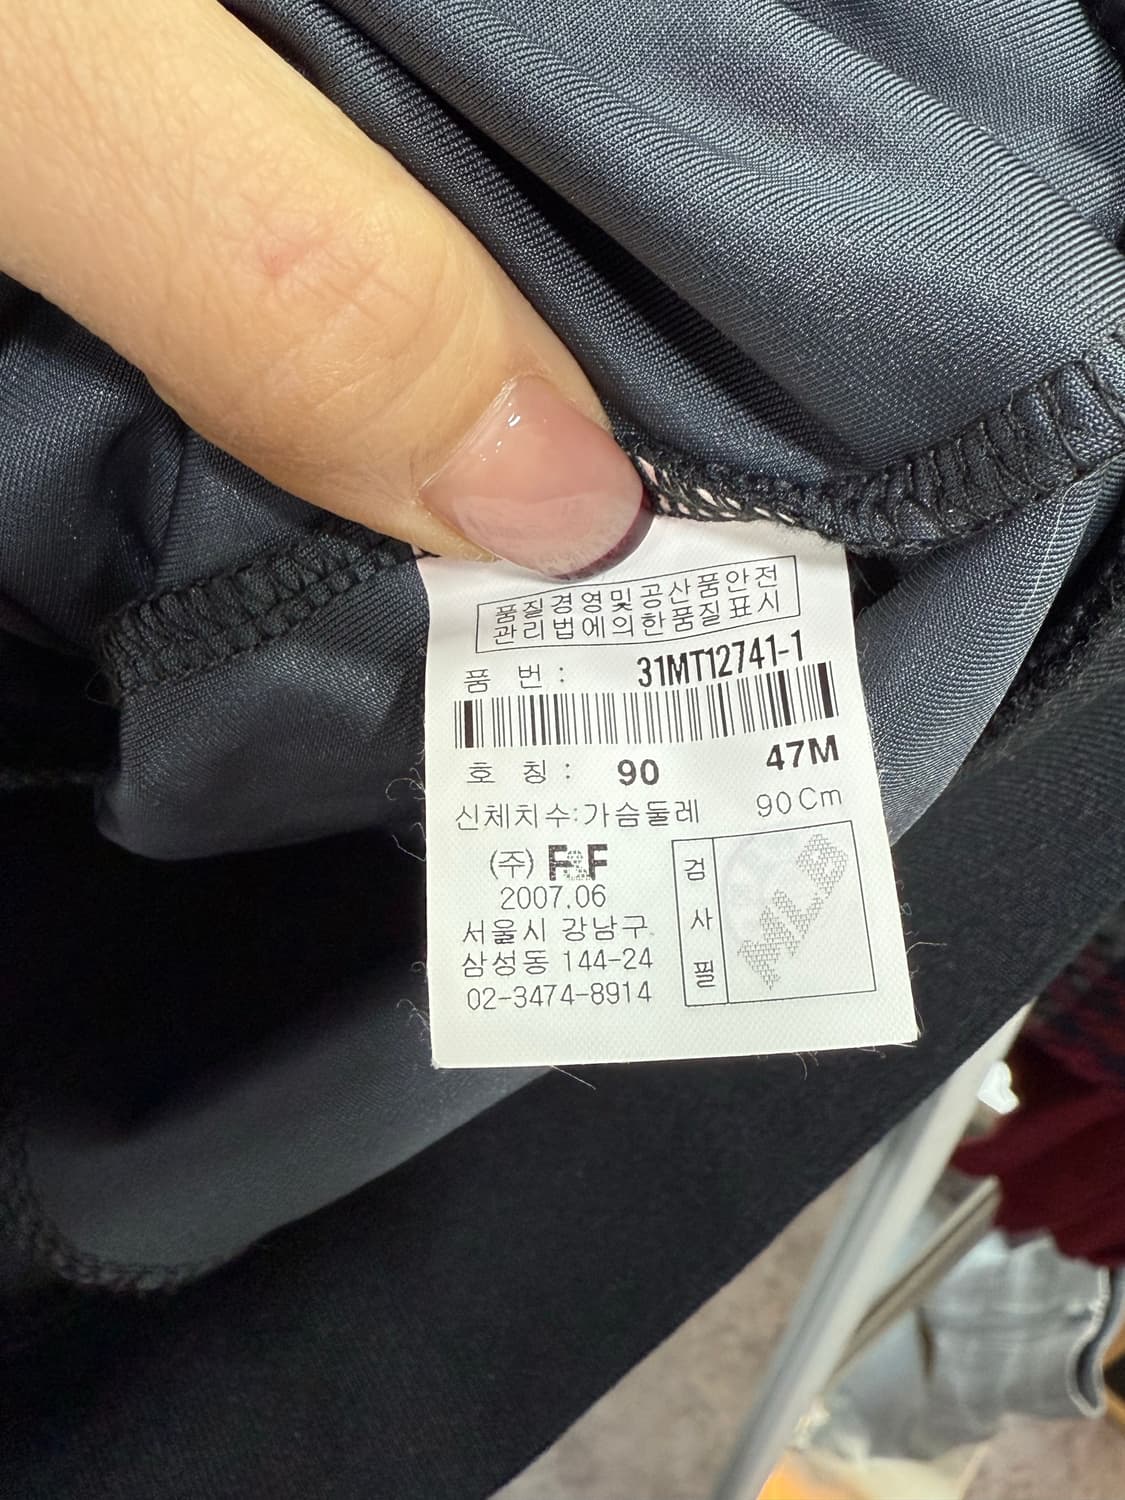 품질경영및공산품안전
관리법에의한품질표시
품 번 : 31MT12741-1
47M
호 칭 : 90
신체치수:가슴둘레 90Cm
(주) F&F
2007.06
서울시 강남구
삼성동 144-24
02-3474-8914
검사필
MLB